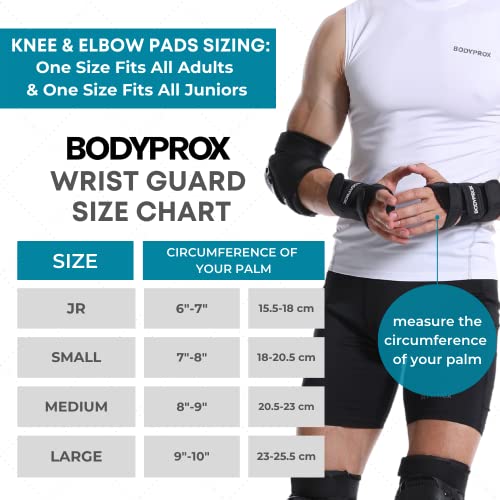 KNEE & ELBOW PADS SIZING:
One Size Fits All Adults
& One Size Fits All Juniors
BODYPROX
BODYPROX
WRIST GUARD
SIZE CHART
SIZE
CIRCUMFERENCE OF
YOUR PALM
JR
6"-7"
15.5-18 cm
SMALL
7"-8"
18-20.5 cm
MEDIUM
8"-9"
20.5-23 cm
LARGE
9"-10"
23-25.5 cm
BODYPROX
measure the
circumference
of your palm